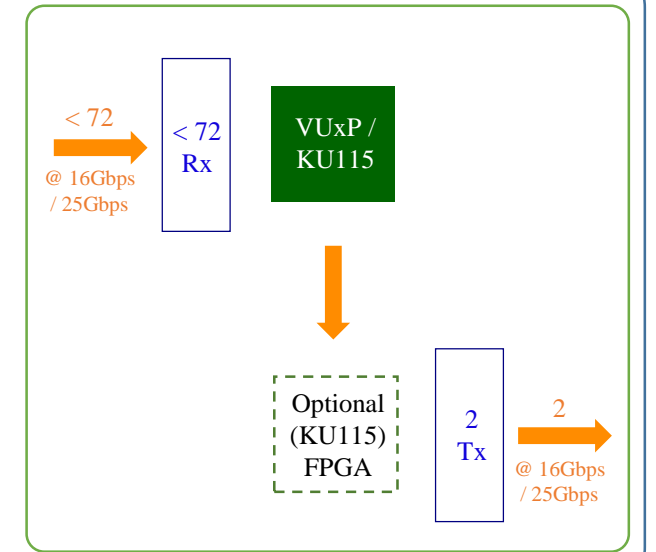 < 72
@ 16Gbps
/ 25Gbps
< 72
Rx
VUxP /
KU115
Optional
(KU115)
FPGA
2
Tx
2
@ 16Gbps
/ 25Gbps